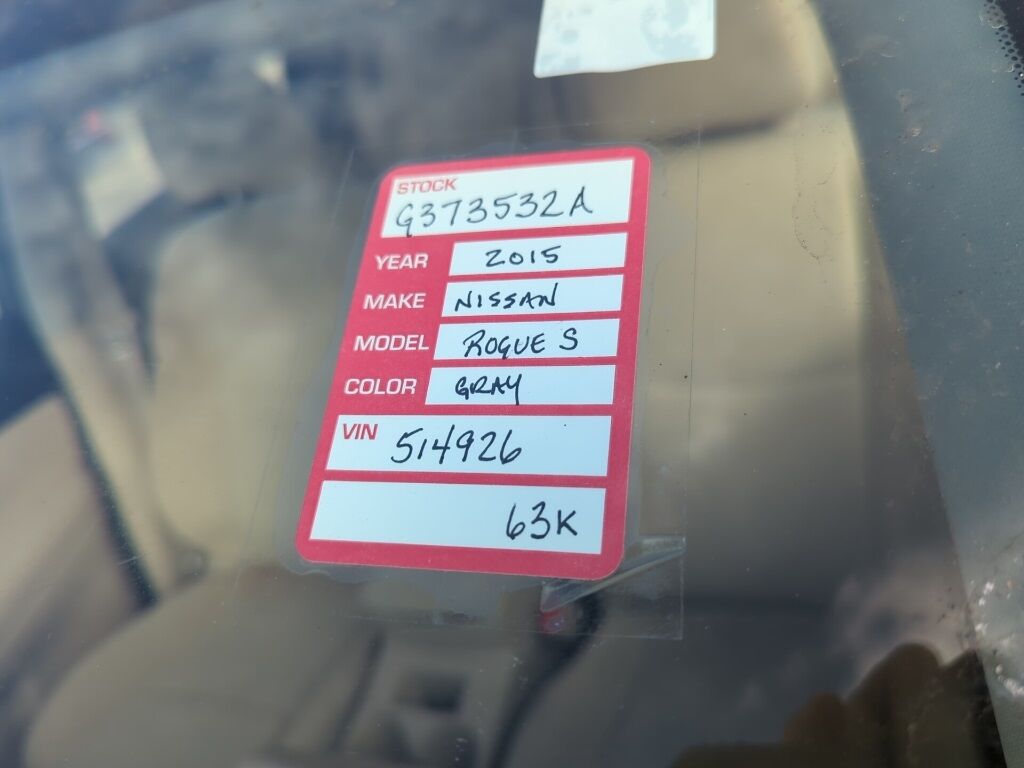 STOCK
G373532A
YEAR 2015
MAKE NISSAN
MODEL ROGUE S
COLOR GRAY
VIN 514926
63K